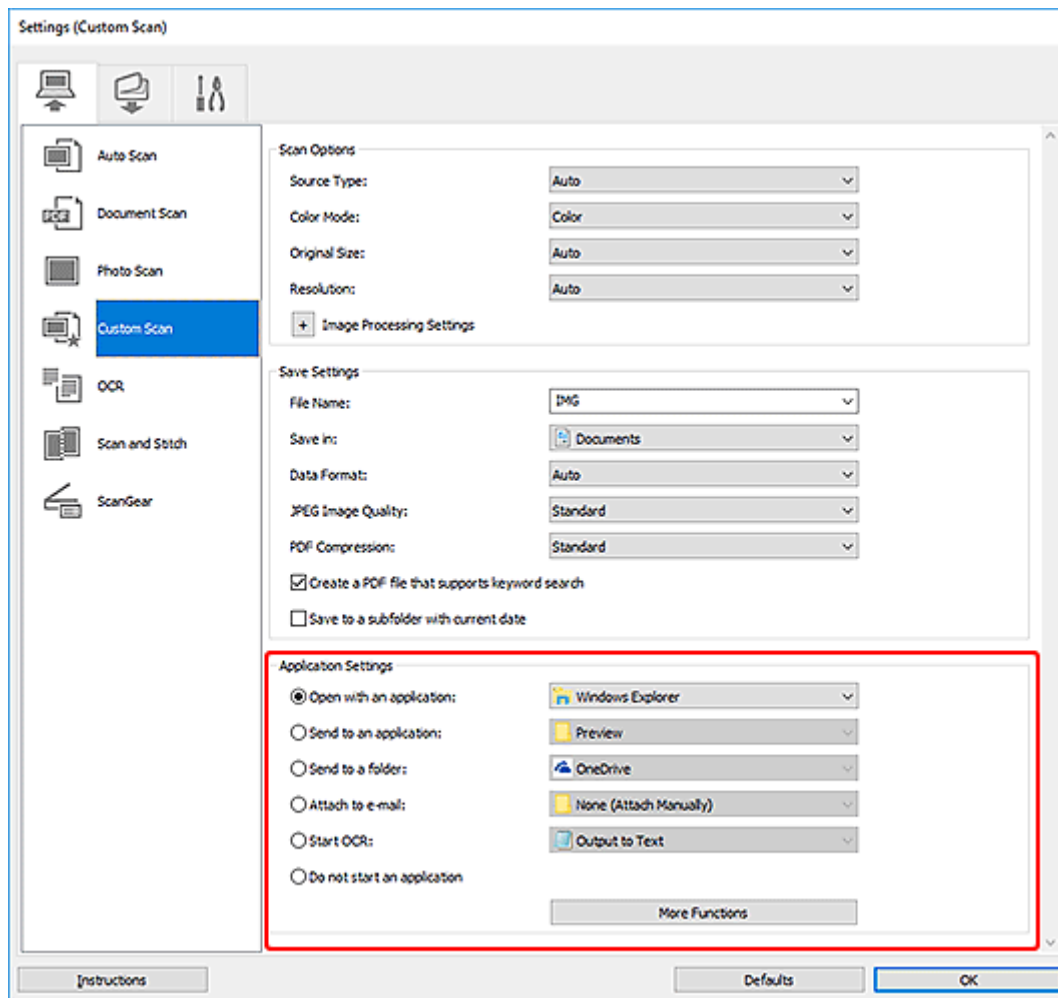 Settings (Custom Scan)
Auto Scan
Document Scan
Photo Scan
Custom Scan
OCR
Scan and Stitch
ScanGear
Scan Options
Source Type: Auto
Color Mode: Color
Original Size: Auto
Resolution: Auto
+ Image Processing Settings
Save Settings
File Name: IMG
Save in: Documents
Data Format: Auto
JPEG Image Quality: Standard
PDF Compression: Standard
Create a PDF file that supports keyword search
Save to a subfolder with current date
Application Settings
Open with an application: Windows Explorer
Send to an application: Preview
Send to a folder: OneDrive
Attach to e-mail: None (Attach Manually)
Start OCR: Output to Text
Do not start an application
More Functions
Instructions Defaults OK